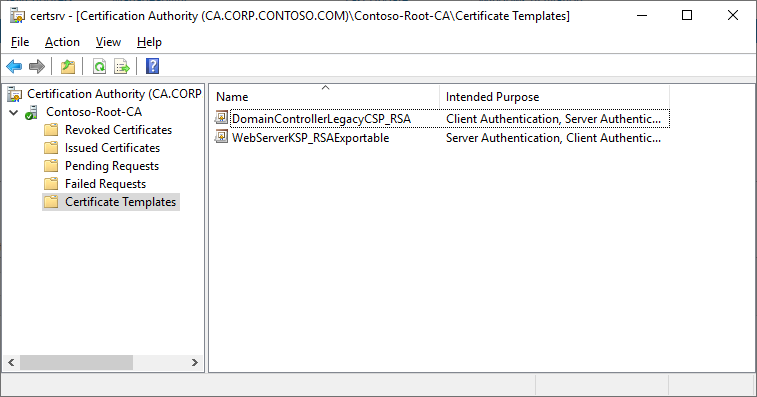 certsrv - [Certification Authority (CA.CORP.CONTOSO.COM)\Contoso-Root-CA\Certificate Templates]
File Action View Help
Certification Authority (CA.CORP
Contoso-Root-CA
Revoked Certificates
Issued Certificates
Pending Requests
Failed Requests
Certificate Templates
Name Intended Purpose
DomainControllerLegacyCSP_RSA Client Authentication, Server Authentic...
WebServerKSP_RSAExportable Server Authentication, Client Authentic...